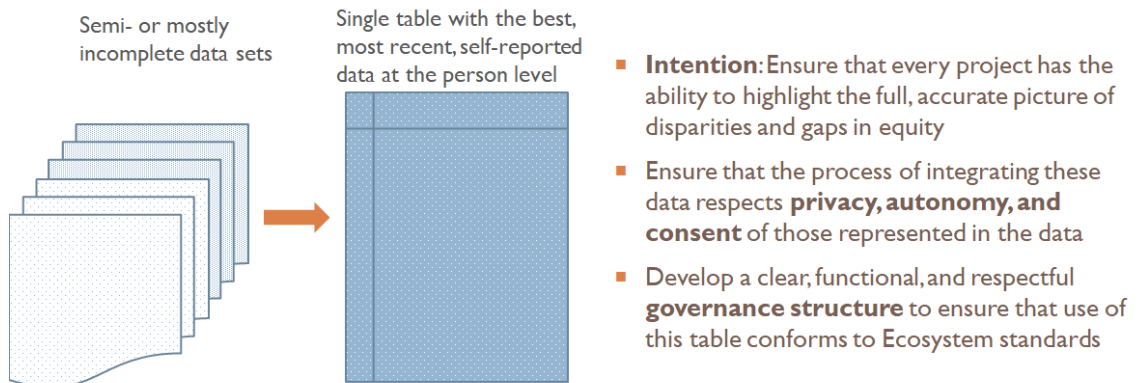 Semi- or mostly
incomplete data sets
Single table with the best,
most recent, self-reported
data at the person level
▪ Intention: Ensure that every project has the
ability to highlight the full, accurate picture of
disparities and gaps in equity
▪ Ensure that the process of integrating these
data respects privacy, autonomy, and
consent of those represented in the data
▪ Develop a clear, functional, and respectful
governance structure to ensure that use of
this table conforms to Ecosystem standards